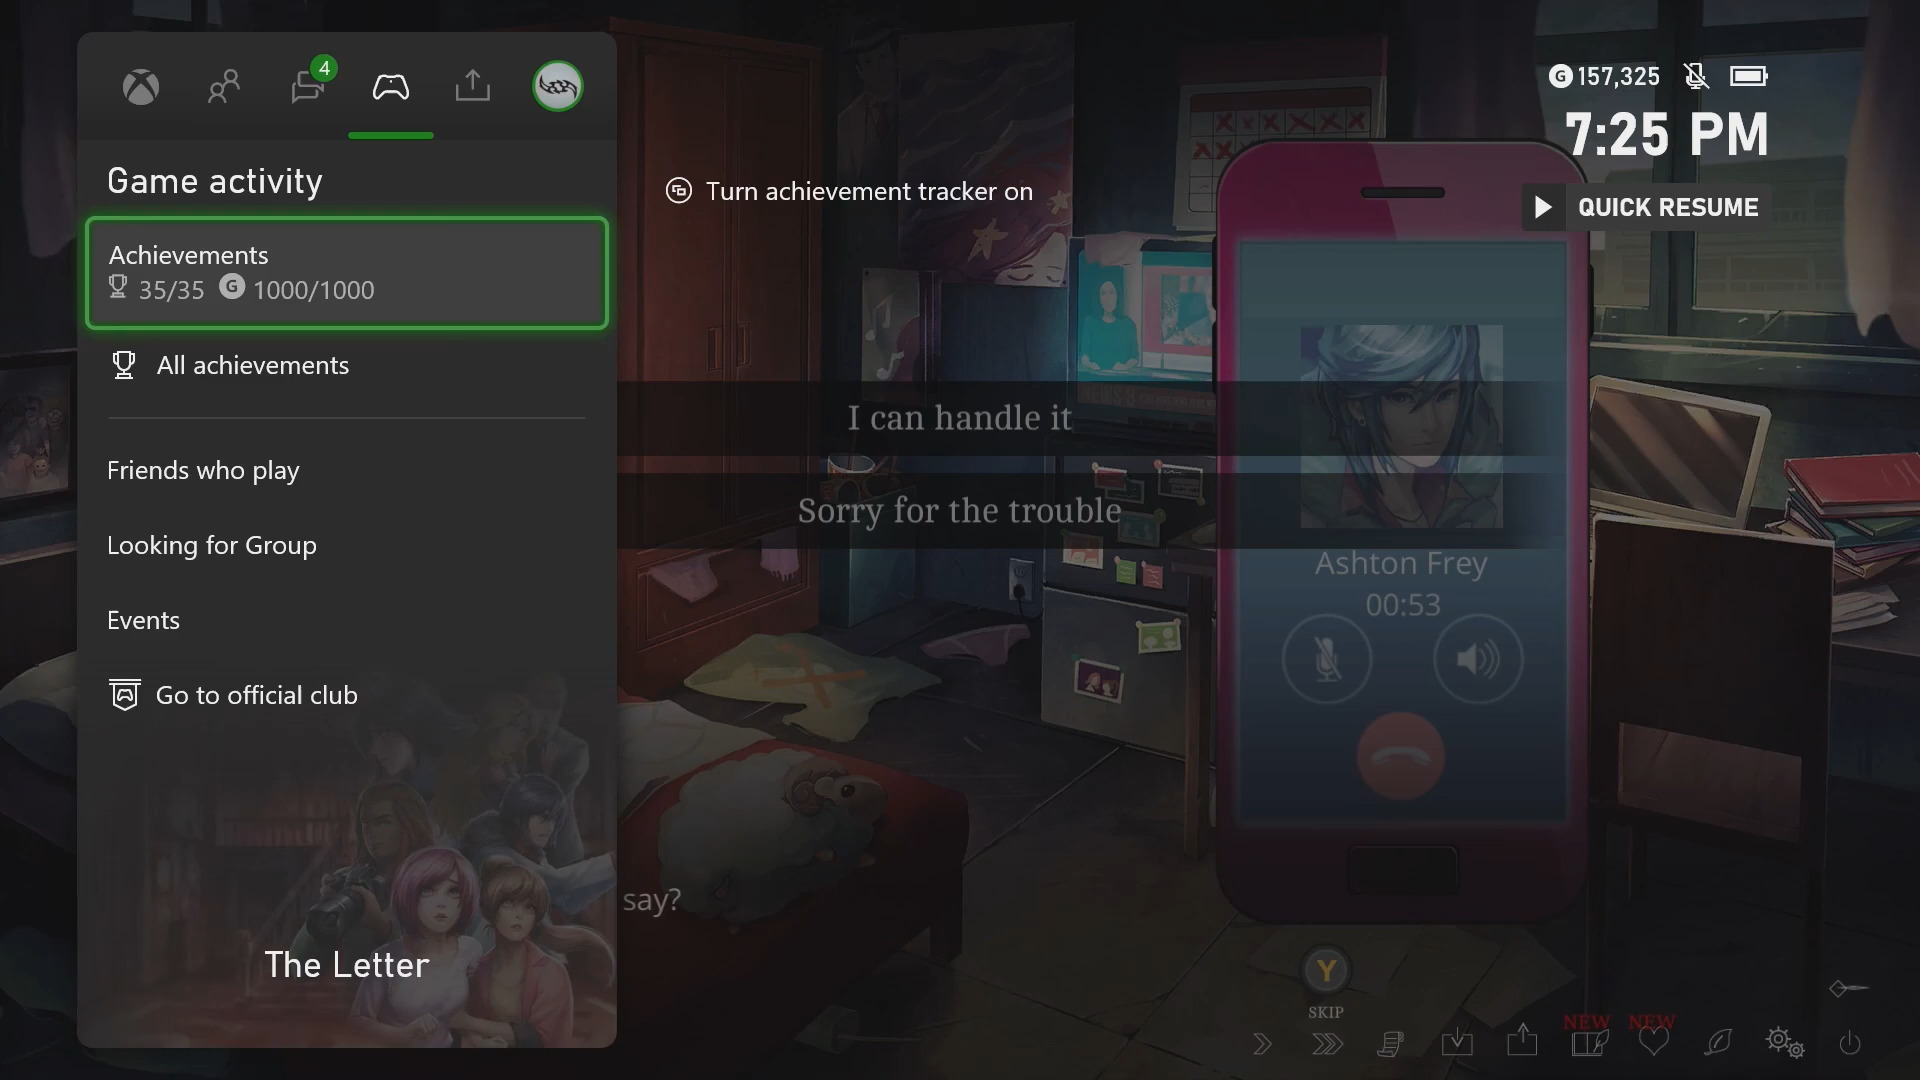 4
G 157,325
7:25 PM
QUICK RESUME
Game activity
Turn achievement tracker on
Achievements
35/35 G 1000/1000
All achievements
Friends who play
Looking for Group
Events
Go to official club
The Letter
I can handle it
Sorry for the trouble
Ashton Frey
00:53
say?
Y
SKIP
NEW NEW